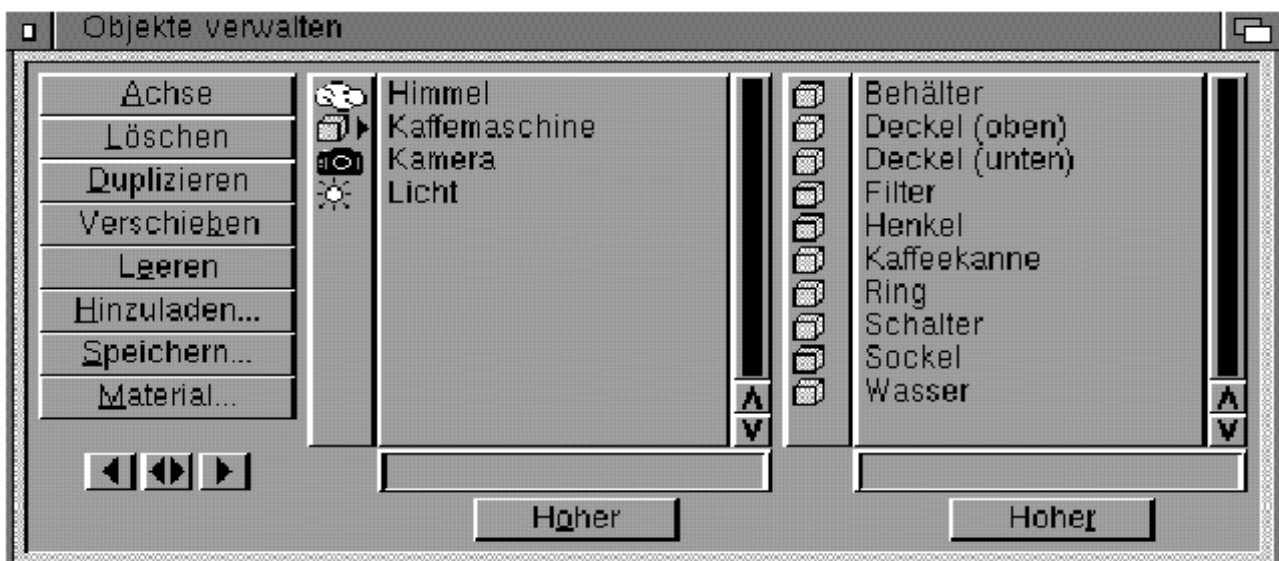 Objekte verwalten
Achse
Löschen
Duplizieren
Verschieben
Leeren
Hinzuladen...
Speichern...
Material...
Himmel
Kaffemaschine
Kamera
Licht
Hoher
Behälter
Deckel (oben)
Deckel (unten)
Filter
Henkel
Kaffeekanne
Ring
Schalter
Sockel
Wasser
Hoher